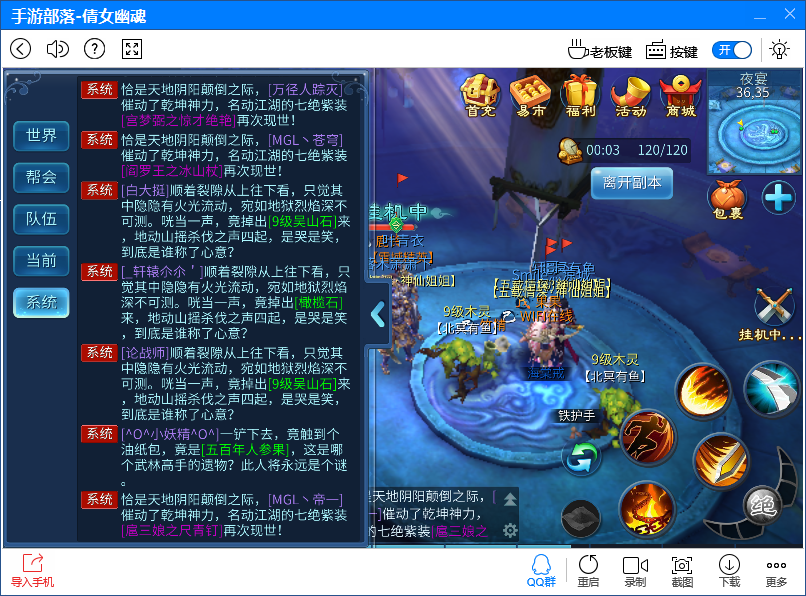 手游部落-倩女幽魂
老板键 按键 开
世界
帮会
队伍
当前
系统
系统 恰是天地阴阳颠倒之际，[万径人踪灭]
催动了乾坤神力，名动江湖的七绝紫装
再次现世！
系统 恰是天地阴阳颠倒之际，[MGL丶苍穹]
催动了乾坤神力，名动江湖的七绝紫装
[阎罗王之冰山杖]再次现世！
系统 [白大挺]顺着裂隙从上往下看，只觉其
中隐隐有火光流动，宛如地狱烈焰深不
可测。咣当一声，竟掉出[9级吴山石]来
，地动山摇杀伐之声四起，是哭是笑，
到底是谁称了心意？
系统 [_轩辕尒尒＇]顺着裂隙从上往下看，只
觉其中隐隐有火光流动，宛如地狱烈焰
深不可测。咣当一声，竟掉出[橄榄石]
来，地动山摇杀伐之声四起，是哭是笑
，到底是谁称了心意？
系统 [论战师]顺着裂隙从上往下看，只觉其
中隐隐有火光流动，宛如地狱烈焰深不
可测。咣当一声，竟掉出[9级吴山石]来
，地动山摇杀伐之声四起，是哭是笑，
到底是谁称了心意？
系统 [^O^小妖精^O^]一铲下去，竟触到个
油纸包，竟是[五百年人参果]，这是哪
个武林高手的遗物？此人将永远是个谜
。
系统 恰是天地阴阳颠倒之际，[MGL丶帝一]
催动了乾坤神力，名动江湖的七绝紫装
[扈三娘之尺青钉]再次现世！
首充 易市 福利 活动 商城
夜宴
36,35
00:03 120/120
离开副本
包裹
挂机中
神仙姐姐]
9级木灵
【北冥有鱼】
WIFI在线
9级木灵
【北冥有鱼】
铁护手
挂机中...
绝
天地阴阳颠倒之际，[
]催动了乾坤神力，
的七绝紫装[扈三娘之
导入手机
QQ群 重启 录制 截图 下载 更多